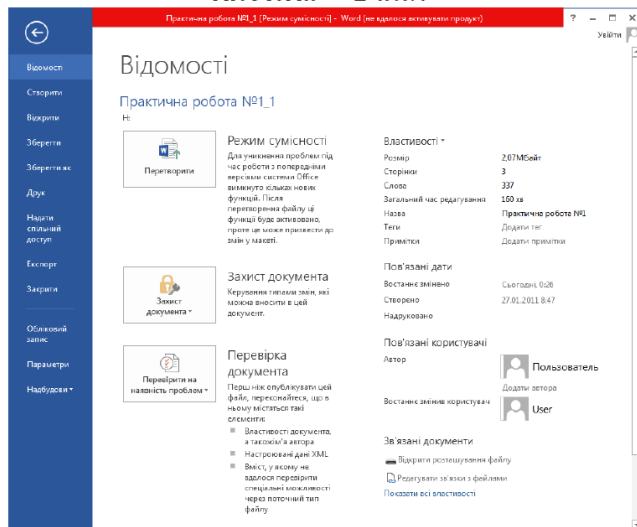 Практична робота №1_1 [Режим сумісності] - Word (не вдалося активувати продукт)
?
Увійти
Відомості
Створити
Відкрити
Зберегти
Зберегти як
Друк
Надати
спільний
доступ
Експорт
Закрити
Обліковий
запис
Параметри
Надбудови
Відомості
Практична робота №1_1
H:
Перетворити
Режим сумісності
Для уникнення проблем під
час роботи з попередніми
версіями системи Office
вимкнуто кількох нових
функцій. Після
перетворення файлу ці
функції буде активовано,
проте це може призвести до
змін у макеті.
Захист
документа
Захист документа
Керування типами змін, які
можна вносити в цей
документ.
Перевірити на
наявність проблем
Перевірка
документа
Перш ніж опублікувати цей
файл, переконайтеся, що в
ньому містяться такі
елементи:
Властивості документа,
а такожім'я автора
Настроювані дані XML
Вміст, у якому не
вдалося перевірити
спеціальні можливості
через поточний тип
файлу
Властивості
Розмір 2,07МБайт
Сторінки 3
Слова 337
Загальний час редагування 160 хв
Назва Практична робота №1
Теги Додати тег
Примітки Додати примітки
Пов'язані дати
Востаннє змінено Сьогодні, 0:26
Створено 27.01.2011 8:47
Надруковано
Пов'язані користувачі
Автор Пользователь
Додати автора
Востаннє змінив користувач User
Зв'язані документи
Відкрити розташування файлу
Редагувати зв'язки з файлами
Показати всі властивості